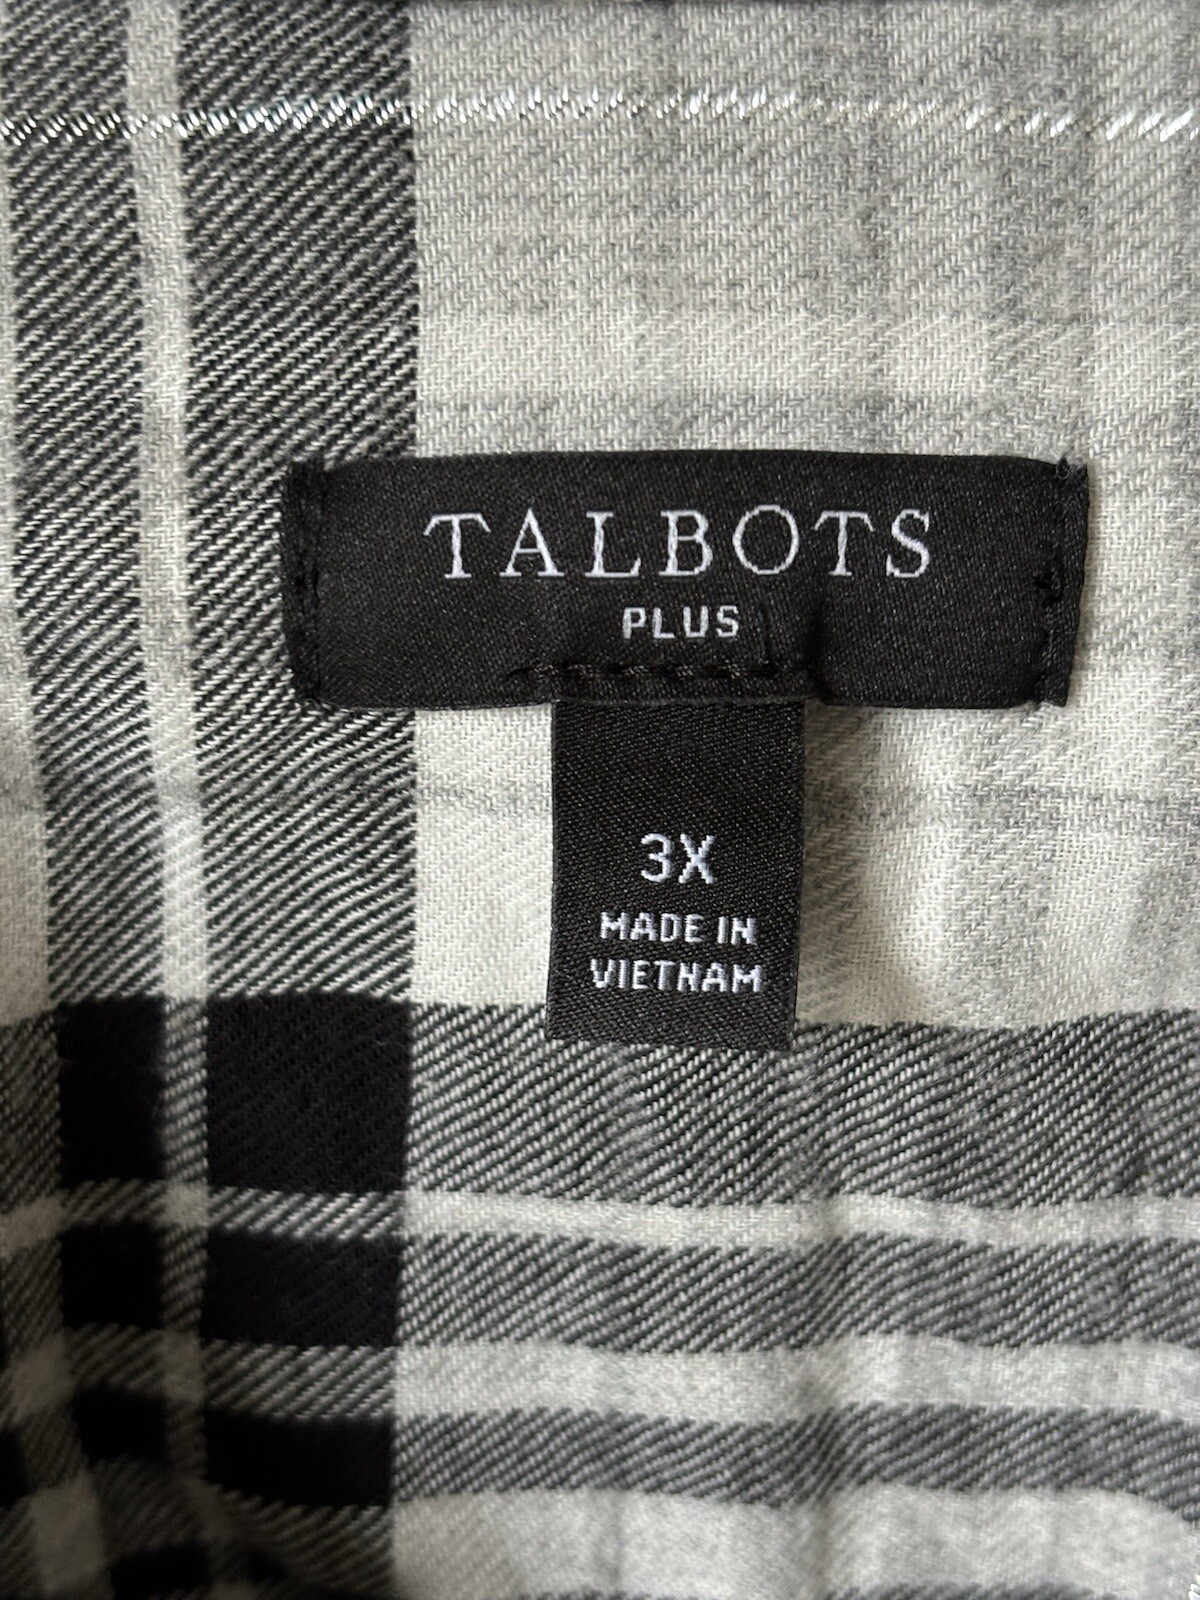 TALBOTS
PLUS
3X
MADE IN
VIETNAM